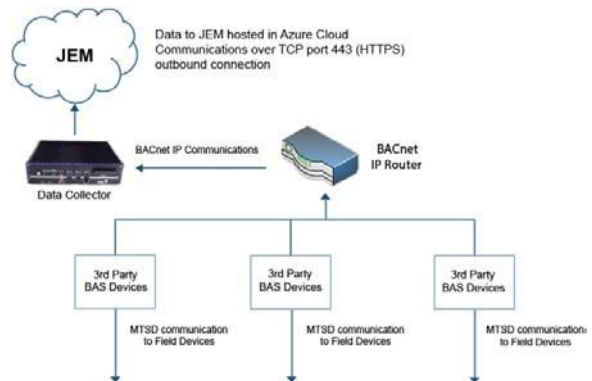 JEM
Data to JEM hosted in Azure Cloud
Communications over TCP port 443 (HTTPS)
outbound connection
BACnet IP Communications
BACnet
IP Router
Data Collector
3rd Party
BAS Devices
3rd Party
BAS Devices
3rd Party
BAS Devices
MTSD communication
to Field Devices
MTSD communication
to Field Devices
MTSD communication
to Field Devices